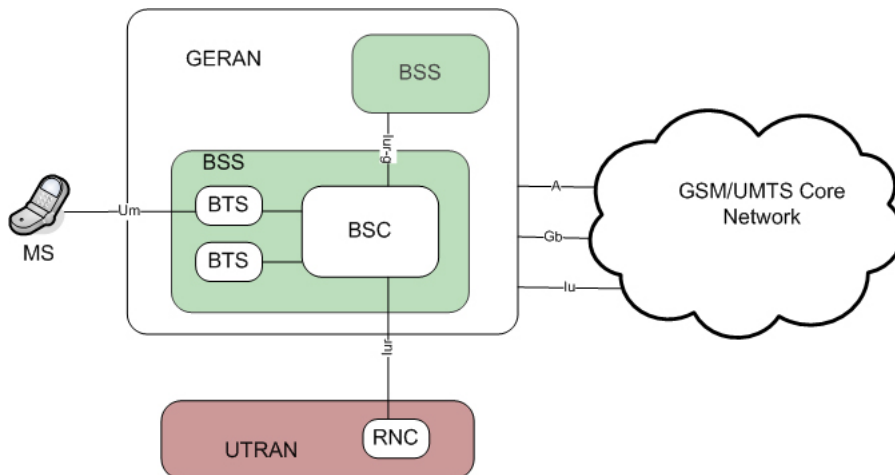 GERAN
BSS
Iur-g
BSS
BTS
BTS
BSC
MS
Um
A
Gb
Iu
GSM/UMTS Core
Network
Iur
UTRAN
RNC